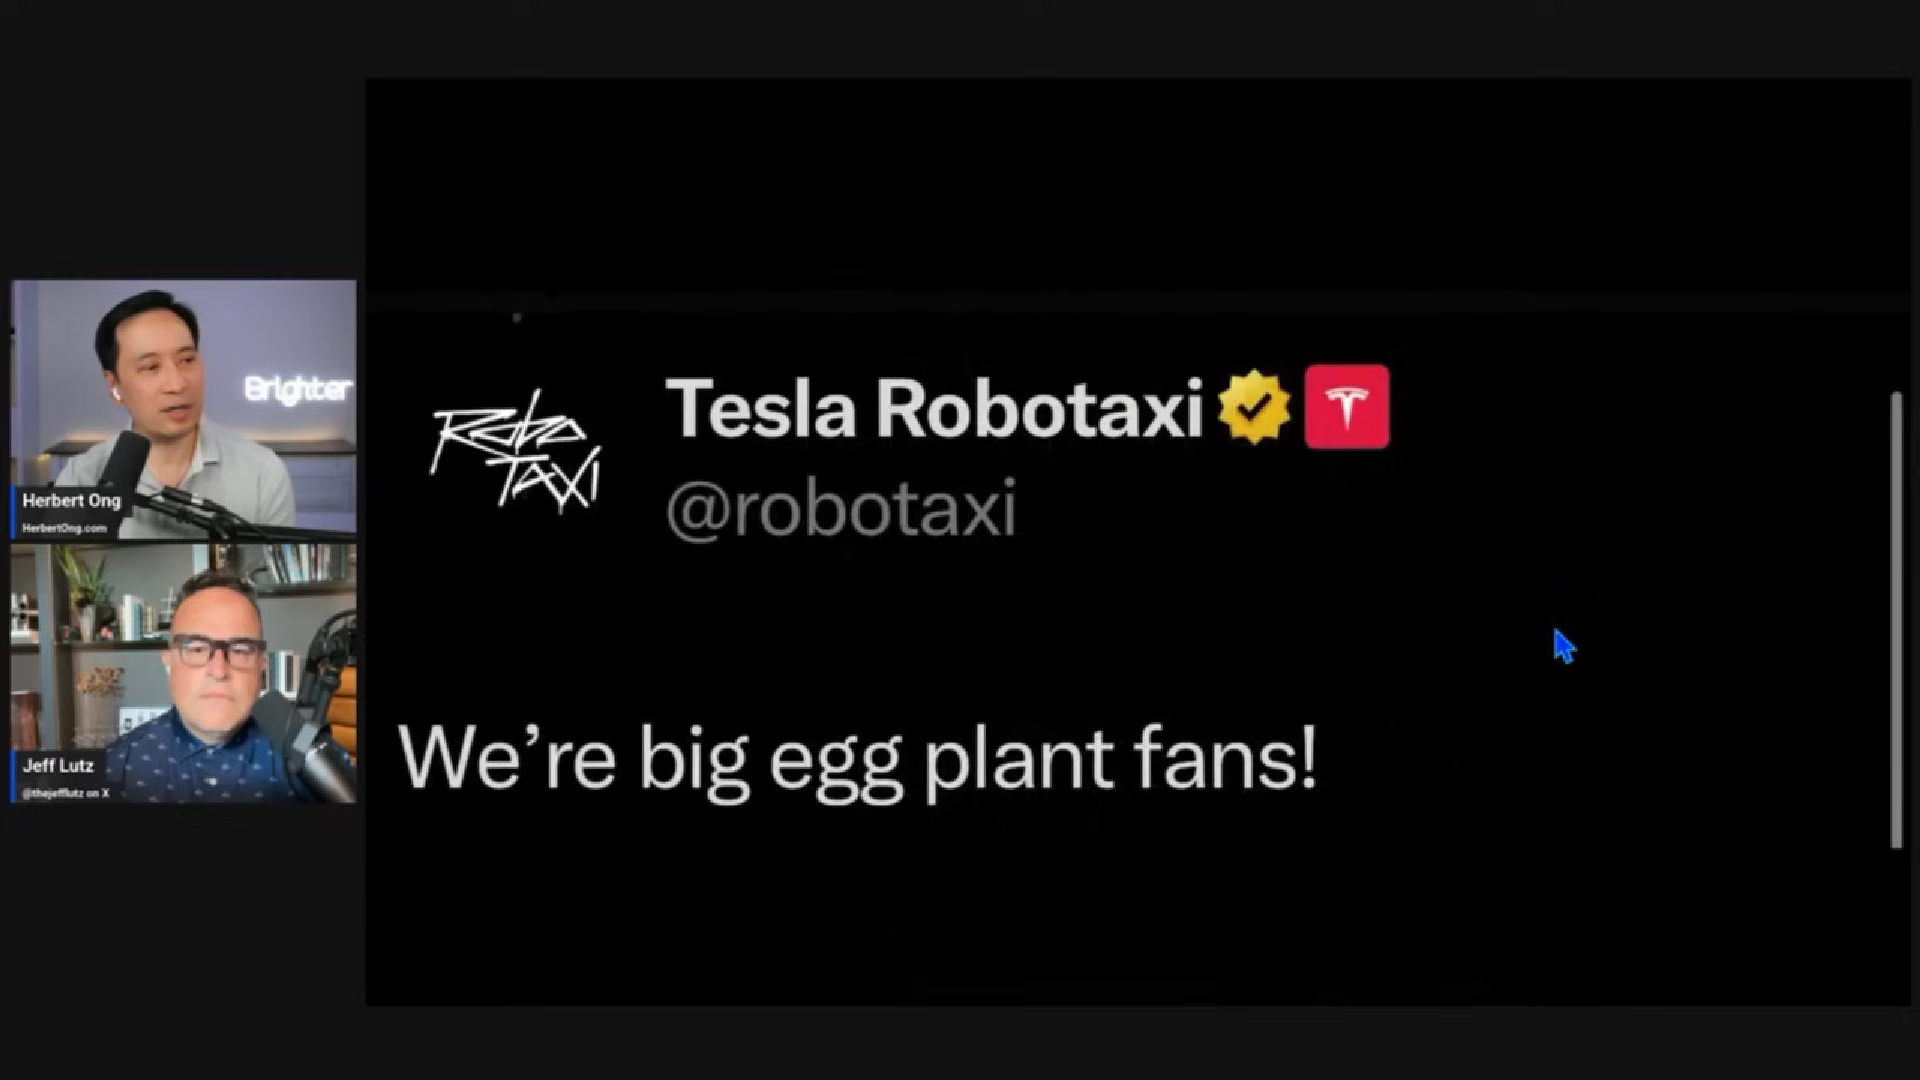 Brighter
Herbert Ong
HerbertOng.com
Jeff Lutz
@thejefflutz on X
Robo
TAXI
Tesla Robotaxi
@robotaxi
We’re big egg plant fans!